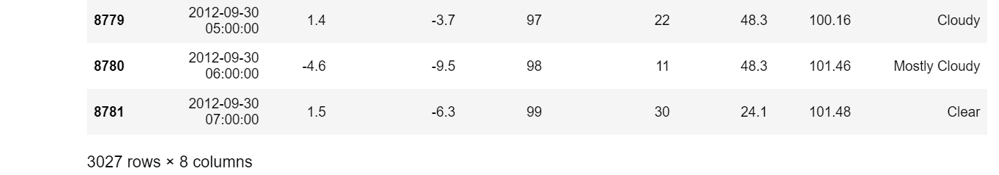 8779 2012-09-30 05:00:00 1.4 -3.7 97 22 48.3 100.16 Cloudy
8780 2012-09-30 06:00:00 -4.6 -9.5 98 11 48.3 101.46 Mostly Cloudy
8781 2012-09-30 07:00:00 1.5 -6.3 99 30 24.1 101.48 Clear
3027 rows × 8 columns